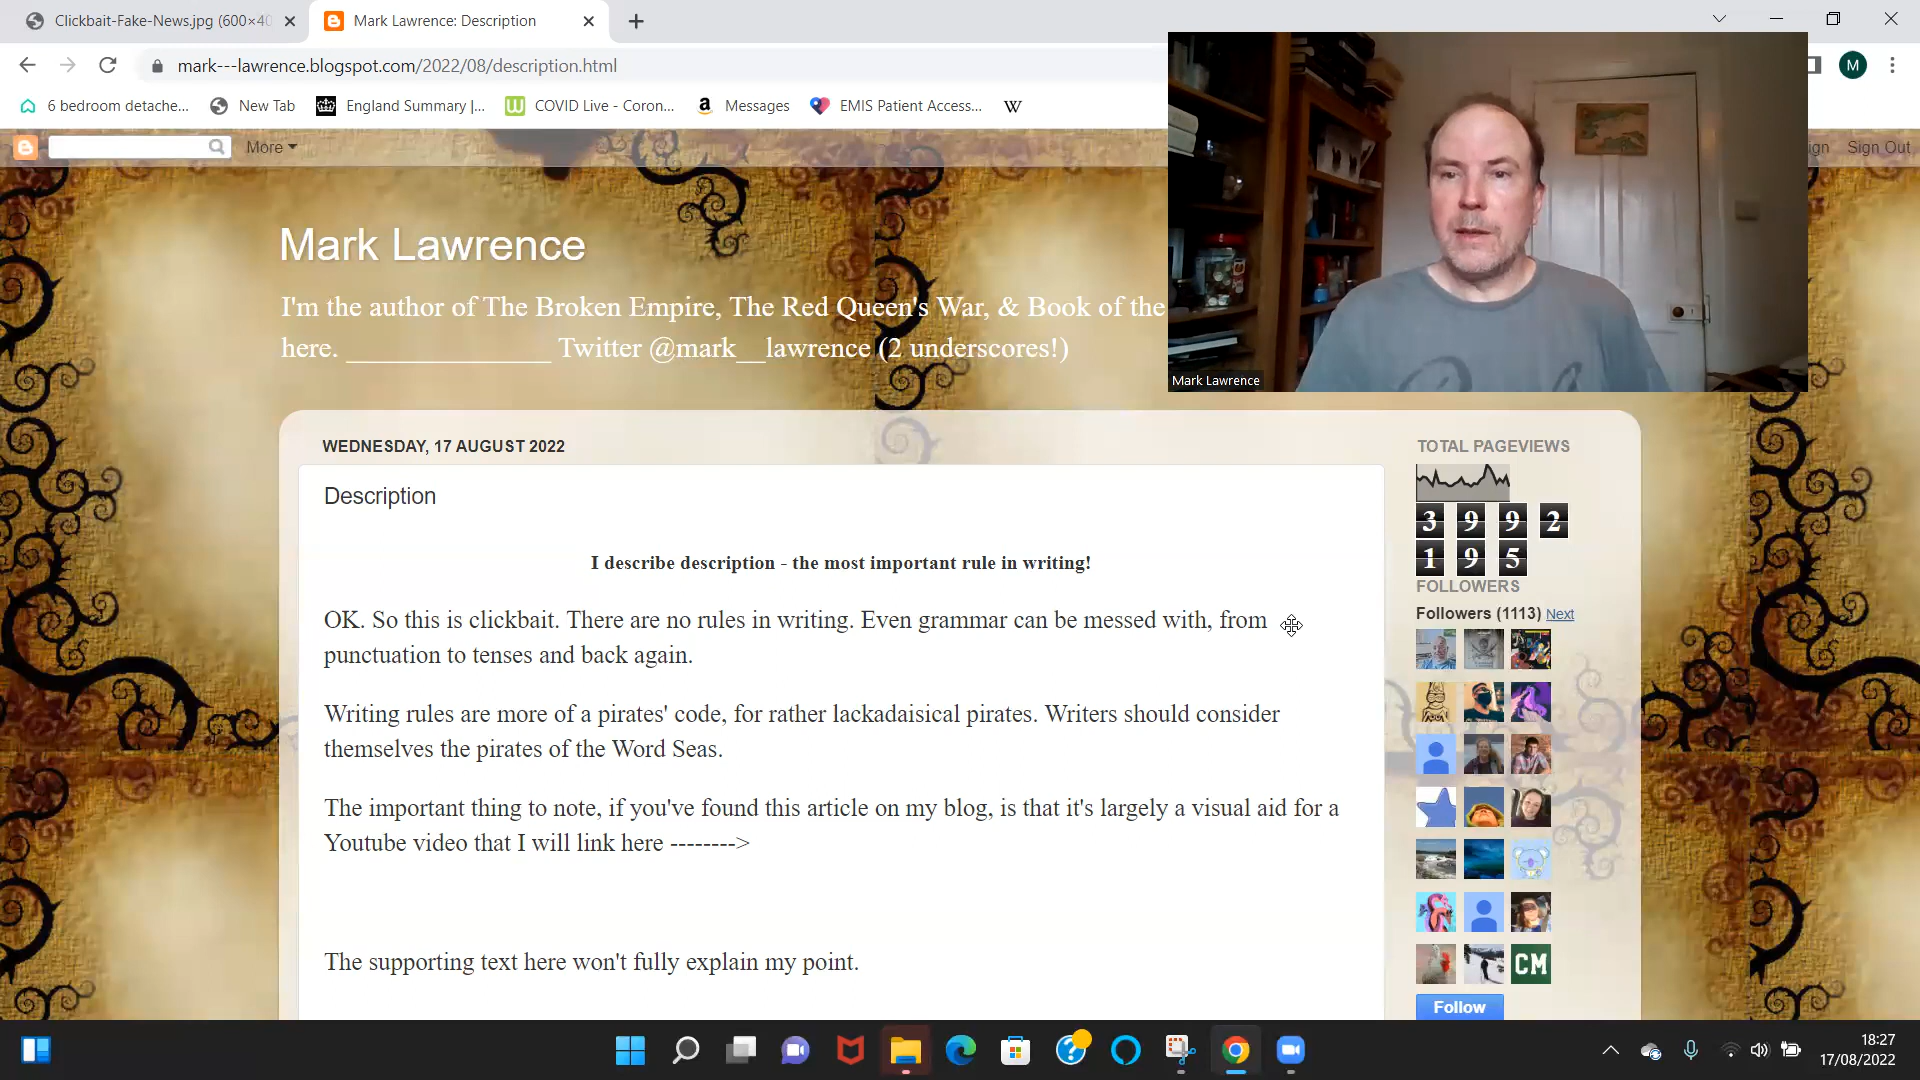 Clickbait-Fake-News.jpg (600×40
Mark Lawrence: Description
mark---lawrence.blogspot.com/2022/08/description.html
M
6 bedroom detache...
New Tab
England Summary |...
COVID Live - Coron...
Messages
EMIS Patient Access...
W
More
ign
Sign Out
Mark Lawrence
I'm the author of The Broken Empire, The Red Queen's War, & Book of the
here. _______________ Twitter @mark__lawrence (2 underscores!)
Mark Lawrence
WEDNESDAY, 17 AUGUST 2022
Description
I describe description - the most important rule in writing!
OK. So this is clickbait. There are no rules in writing. Even grammar can be messed with, from
punctuation to tenses and back again.
Writing rules are more of a pirates' code, for rather lackadaisical pirates. Writers should consider
themselves the pirates of the Word Seas.
The important thing to note, if you've found this article on my blog, is that it's largely a visual aid for a
Youtube video that I will link here -------->
The supporting text here won't fully explain my point.
TOTAL PAGEVIEWS
3 9 9 2
1 9 5
FOLLOWERS
Followers (1113) Next
CM
Follow
18:27
17/08/2022